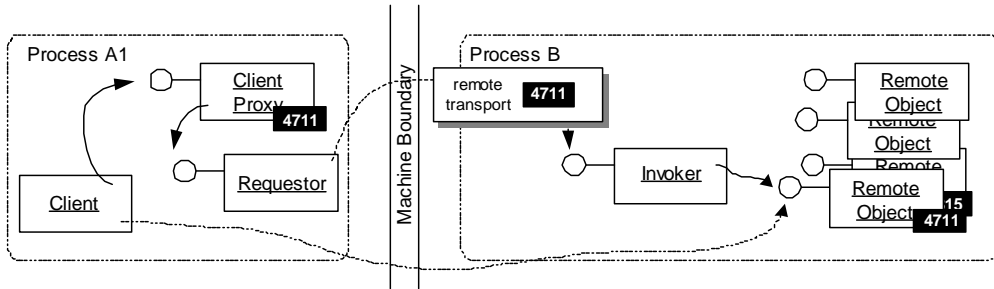 Process A1
Client
Proxy
4711
Requestor
Client
Machine Boundary
Process B
remote
transport
4711
Invoker
Remote
Object
Remote
Object
Remote
15
Remote
Object
4711